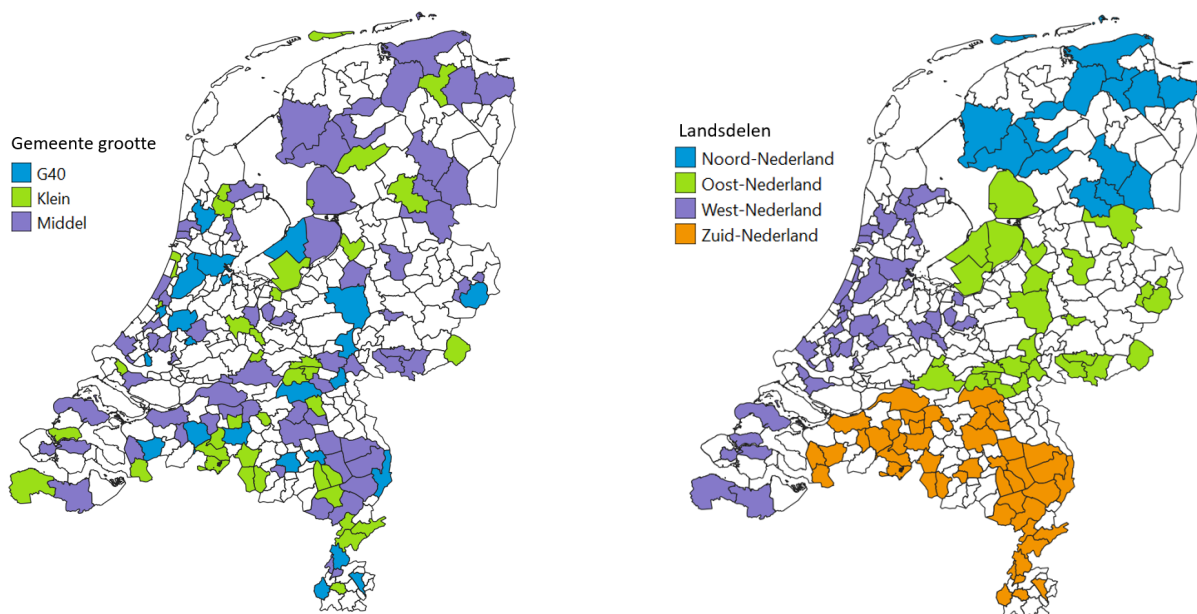 Gemeente grootte
G40
Klein
Middel
Landsdelen
Noord-Nederland
Oost-Nederland
West-Nederland
Zuid-Nederland